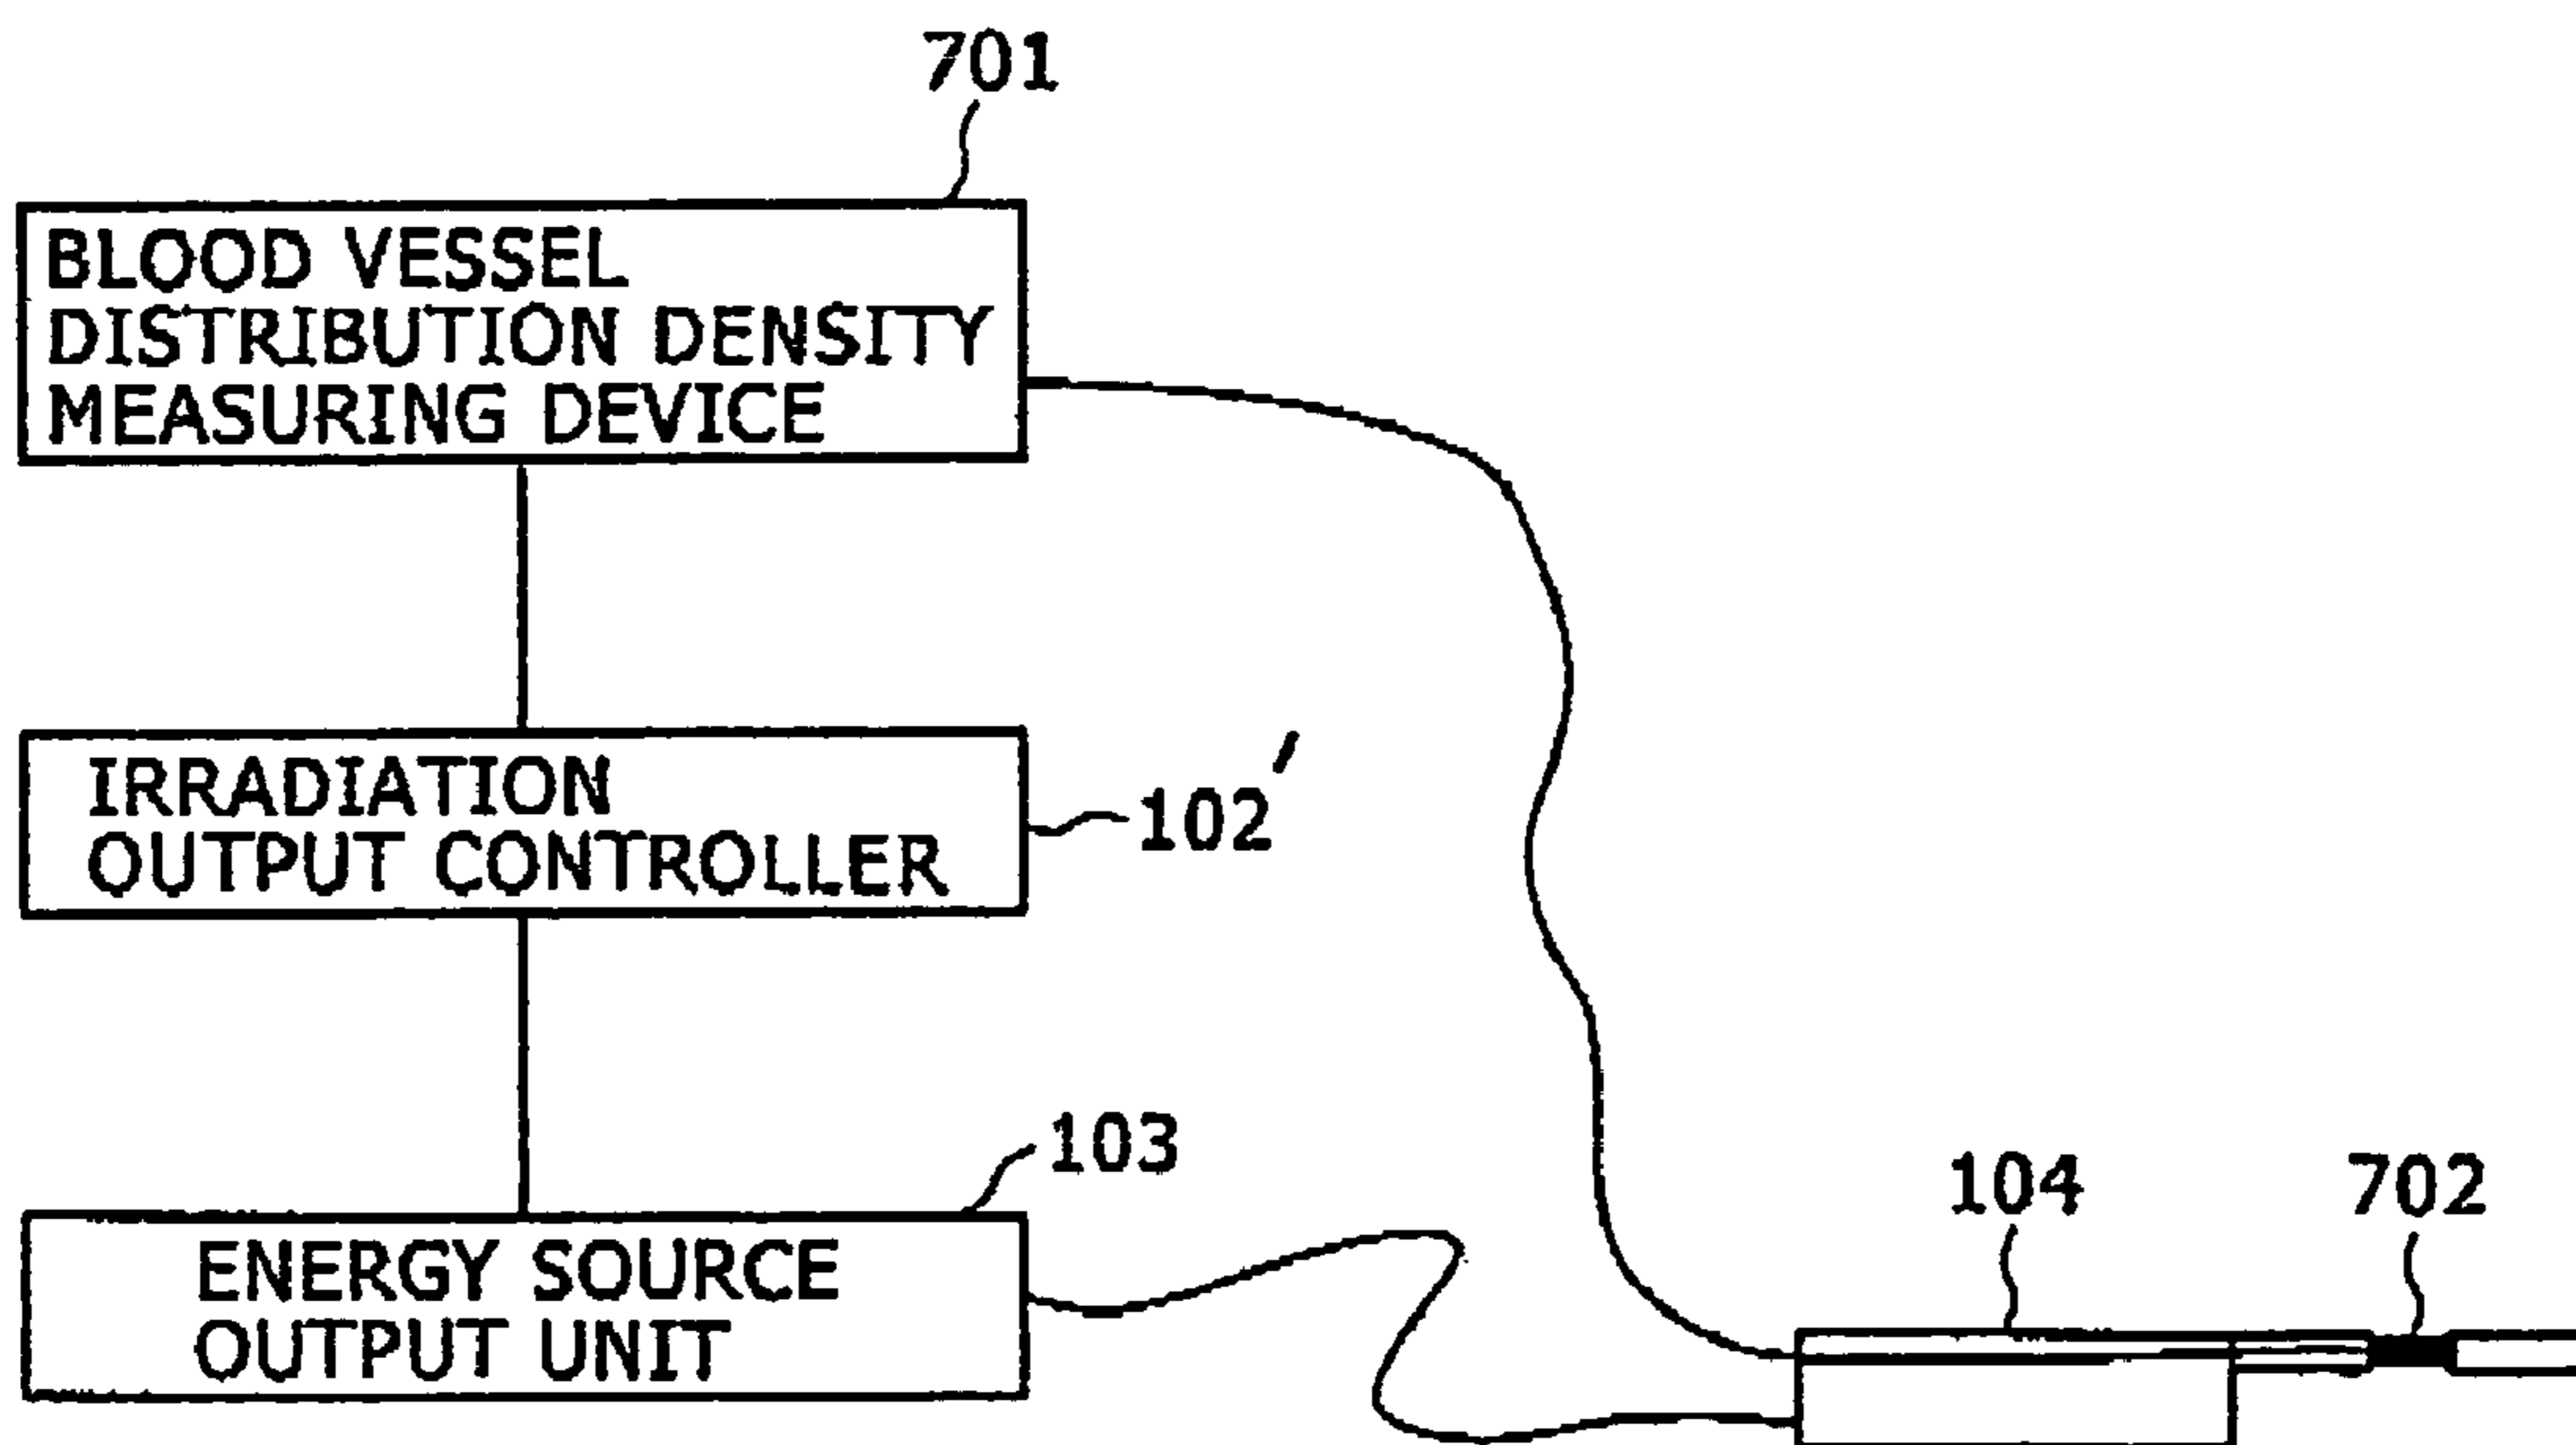 701
BLOOD VESSEL
DISTRIBUTION DENSITY
MEASURING DEVICE
IRRADIATION
OUTPUT CONTROLLER
102'
103
ENERGY SOURCE
OUTPUT UNIT
104
702